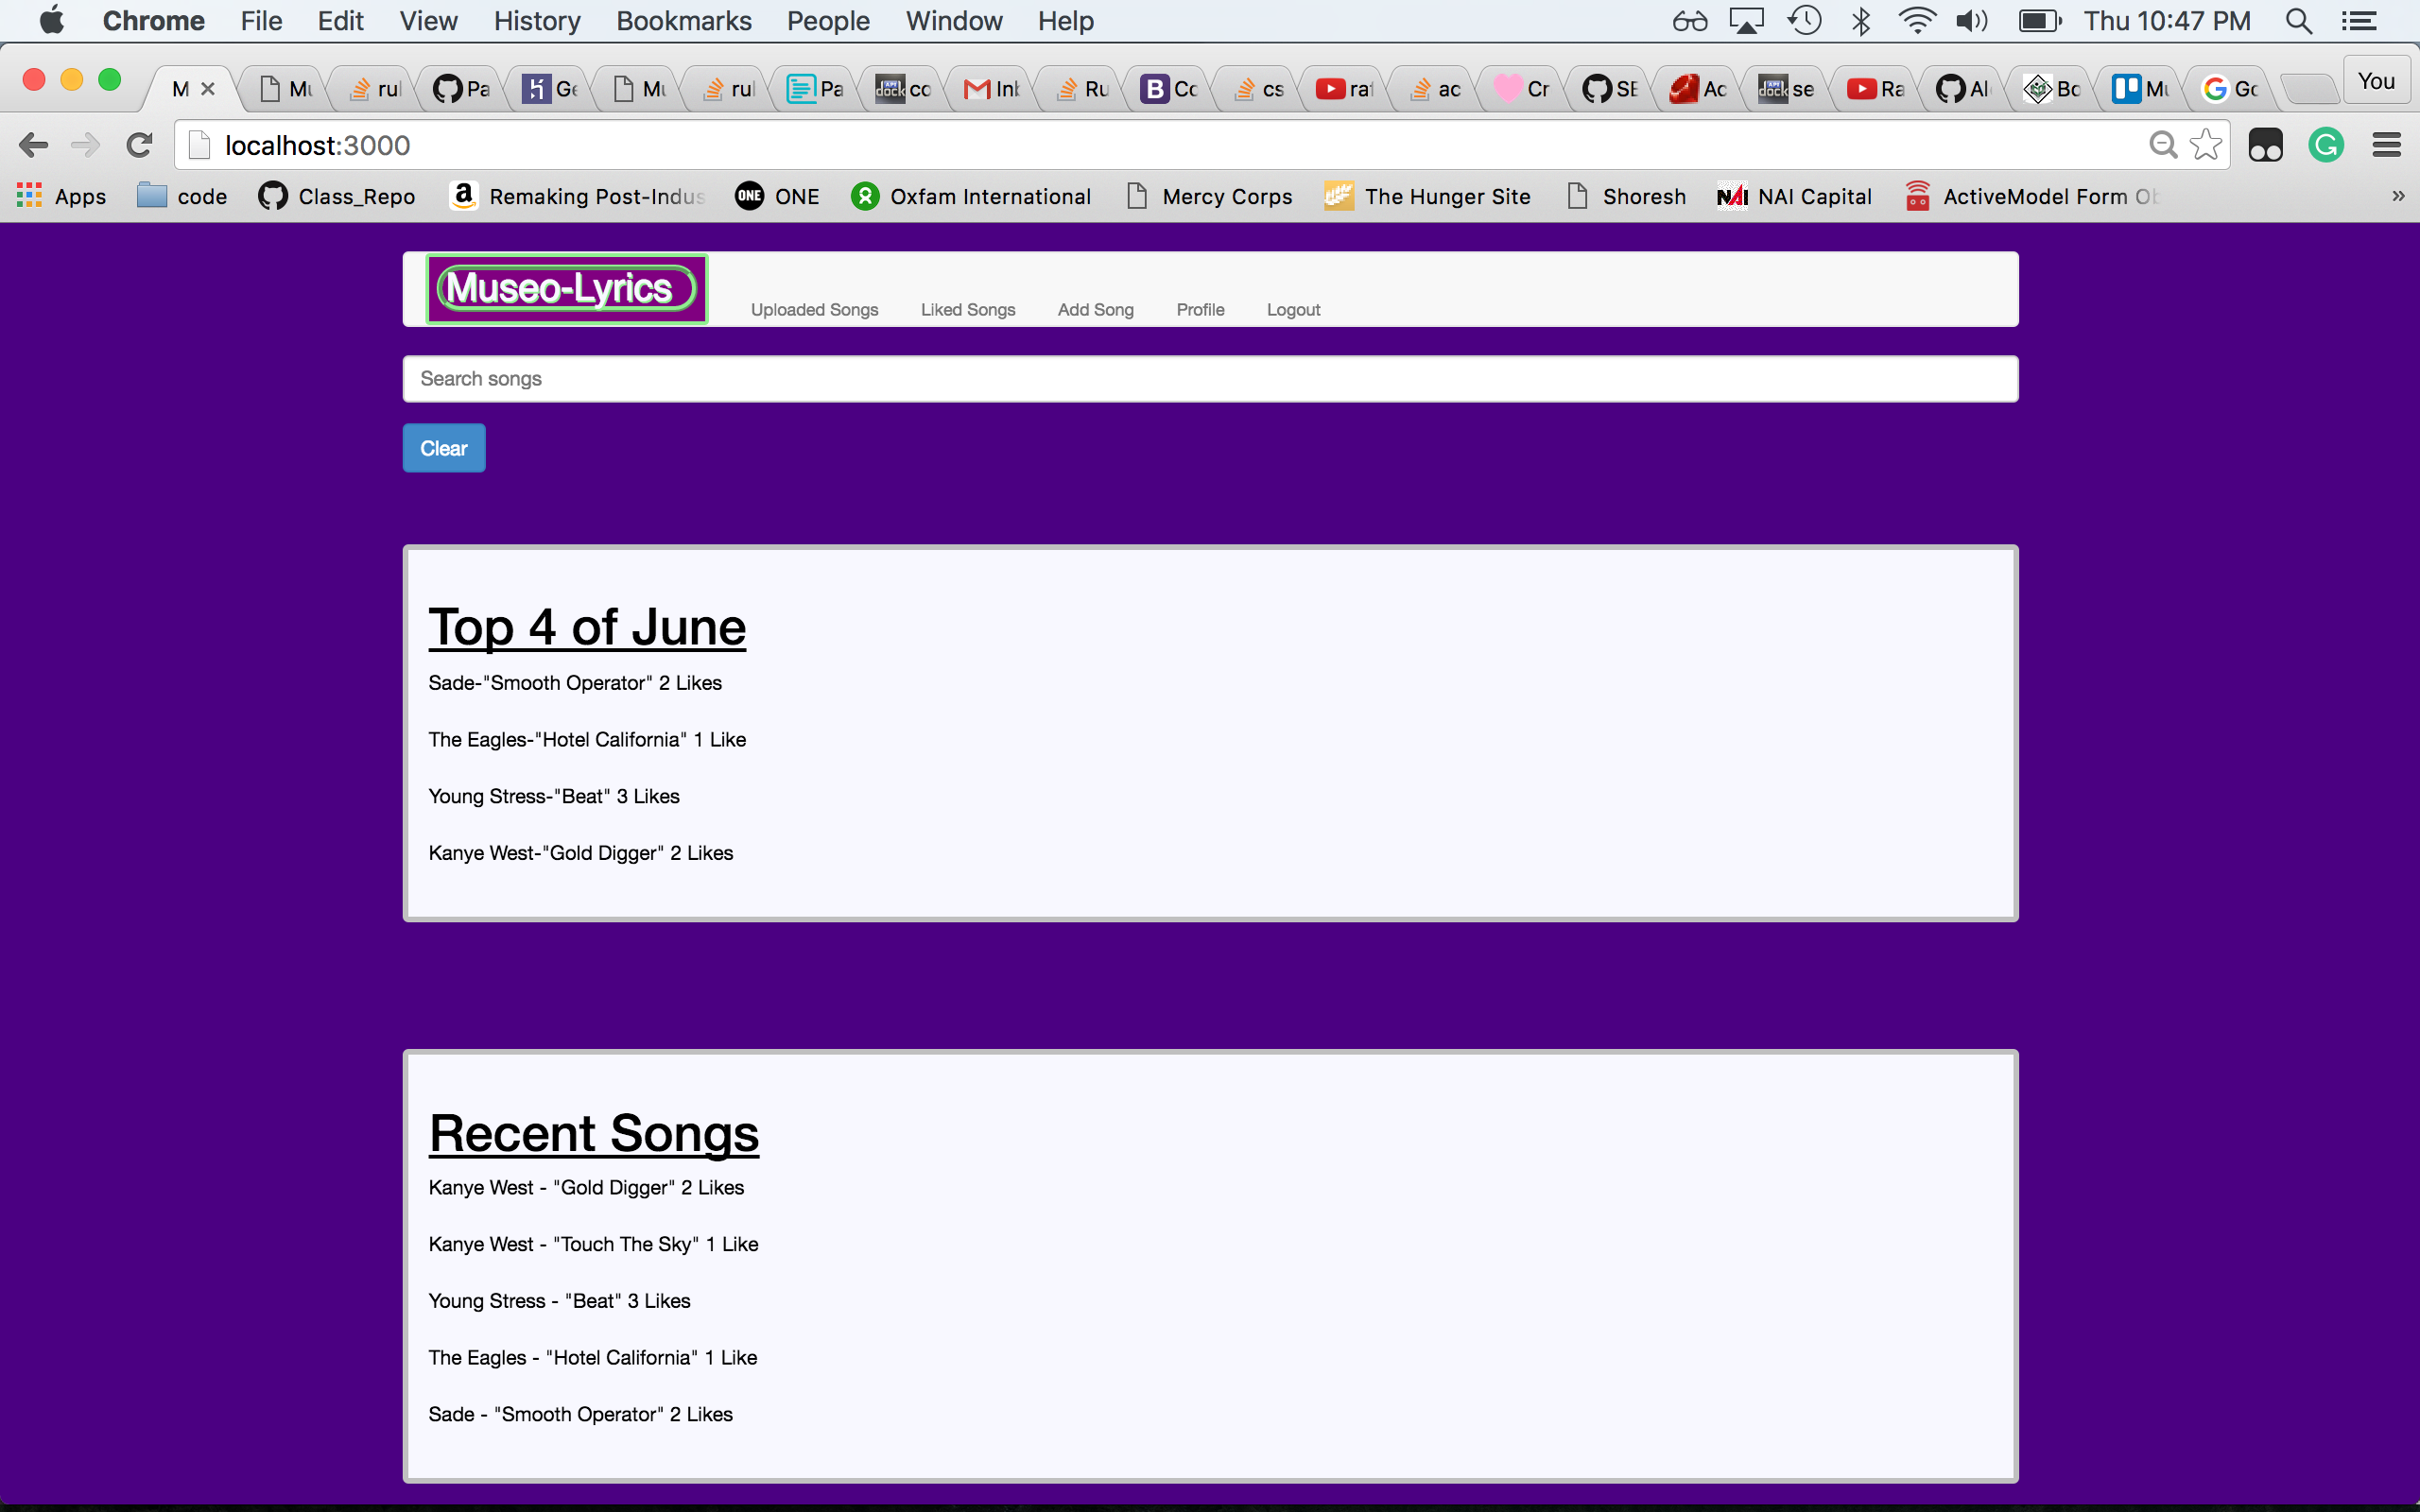 Chrome File Edit View History Bookmarks People Window Help Thu 10:47 PM
M Mu rul Pa Ge Mu rul Pa co Inl Ru B Cc cs raf ac Cr SE Ac se Ra Al Bo Mu Gc You
localhost:3000
Apps code Class_Repo Remaking Post-Indus ONE ONE Oxfam International Mercy Corps The Hunger Site Shoresh NAI NAI Capital ActiveModel Form Ob »
Museo-Lyrics Uploaded Songs Liked Songs Add Song Profile Logout
Search songs
Clear
Top 4 of June
Sade-"Smooth Operator" 2 Likes
The Eagles-"Hotel California" 1 Like
Young Stress-"Beat" 3 Likes
Kanye West-"Gold Digger" 2 Likes
Recent Songs
Kanye West - "Gold Digger" 2 Likes
Kanye West - "Touch The Sky" 1 Like
Young Stress - "Beat" 3 Likes
The Eagles - "Hotel California" 1 Like
Sade - "Smooth Operator" 2 Likes